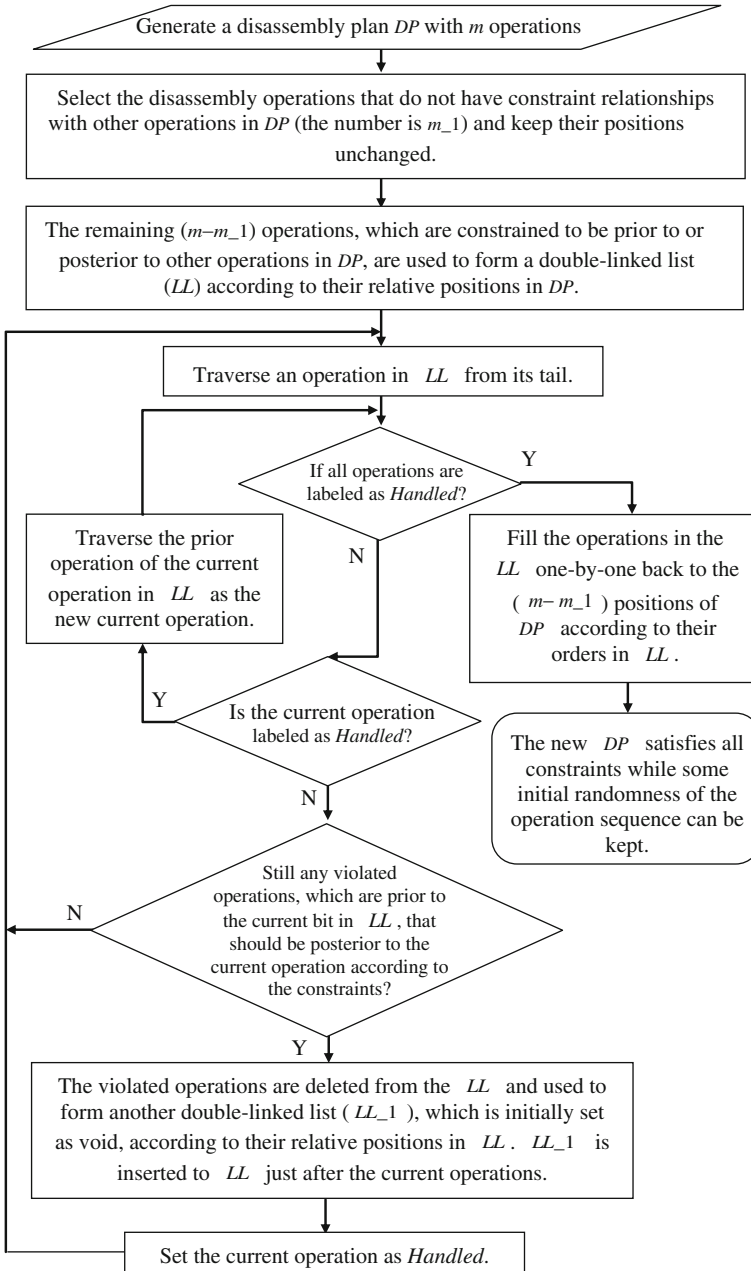 Generate a disassembly plan DP with m operations
Select the disassembly operations that do not have constraint relationships
with other operations in DP (the number is m_1) and keep their positions
unchanged.
The remaining (m–m_1) operations, which are constrained to be prior to or
posterior to other operations in DP, are used to form a double-linked list
(LL) according to their relative positions in DP.
Traverse an operation in LL from its tail.
If all operations are
labeled as Handled?
Y
N
Traverse the prior
operation of the current
operation in LL as the
new current operation.
Fill the operations in the
LL one-by-one back to the
( m– m_1 ) positions of
DP according to their
orders in LL .
Y
Is the current operation
labeled as Handled?
N
The new DP satisfies all
constraints while some
initial randomness of the
operation sequence can be
kept.
Still any violated
operations, which are prior to
the current bit in LL , that
should be posterior to the
current operation according to
the constraints?
N
Y
The violated operations are deleted from the LL and used to
form another double-linked list ( LL_1 ), which is initially set
as void, according to their relative positions in LL . LL_1 is
inserted to LL just after the current operations.
Set the current operation as Handled.